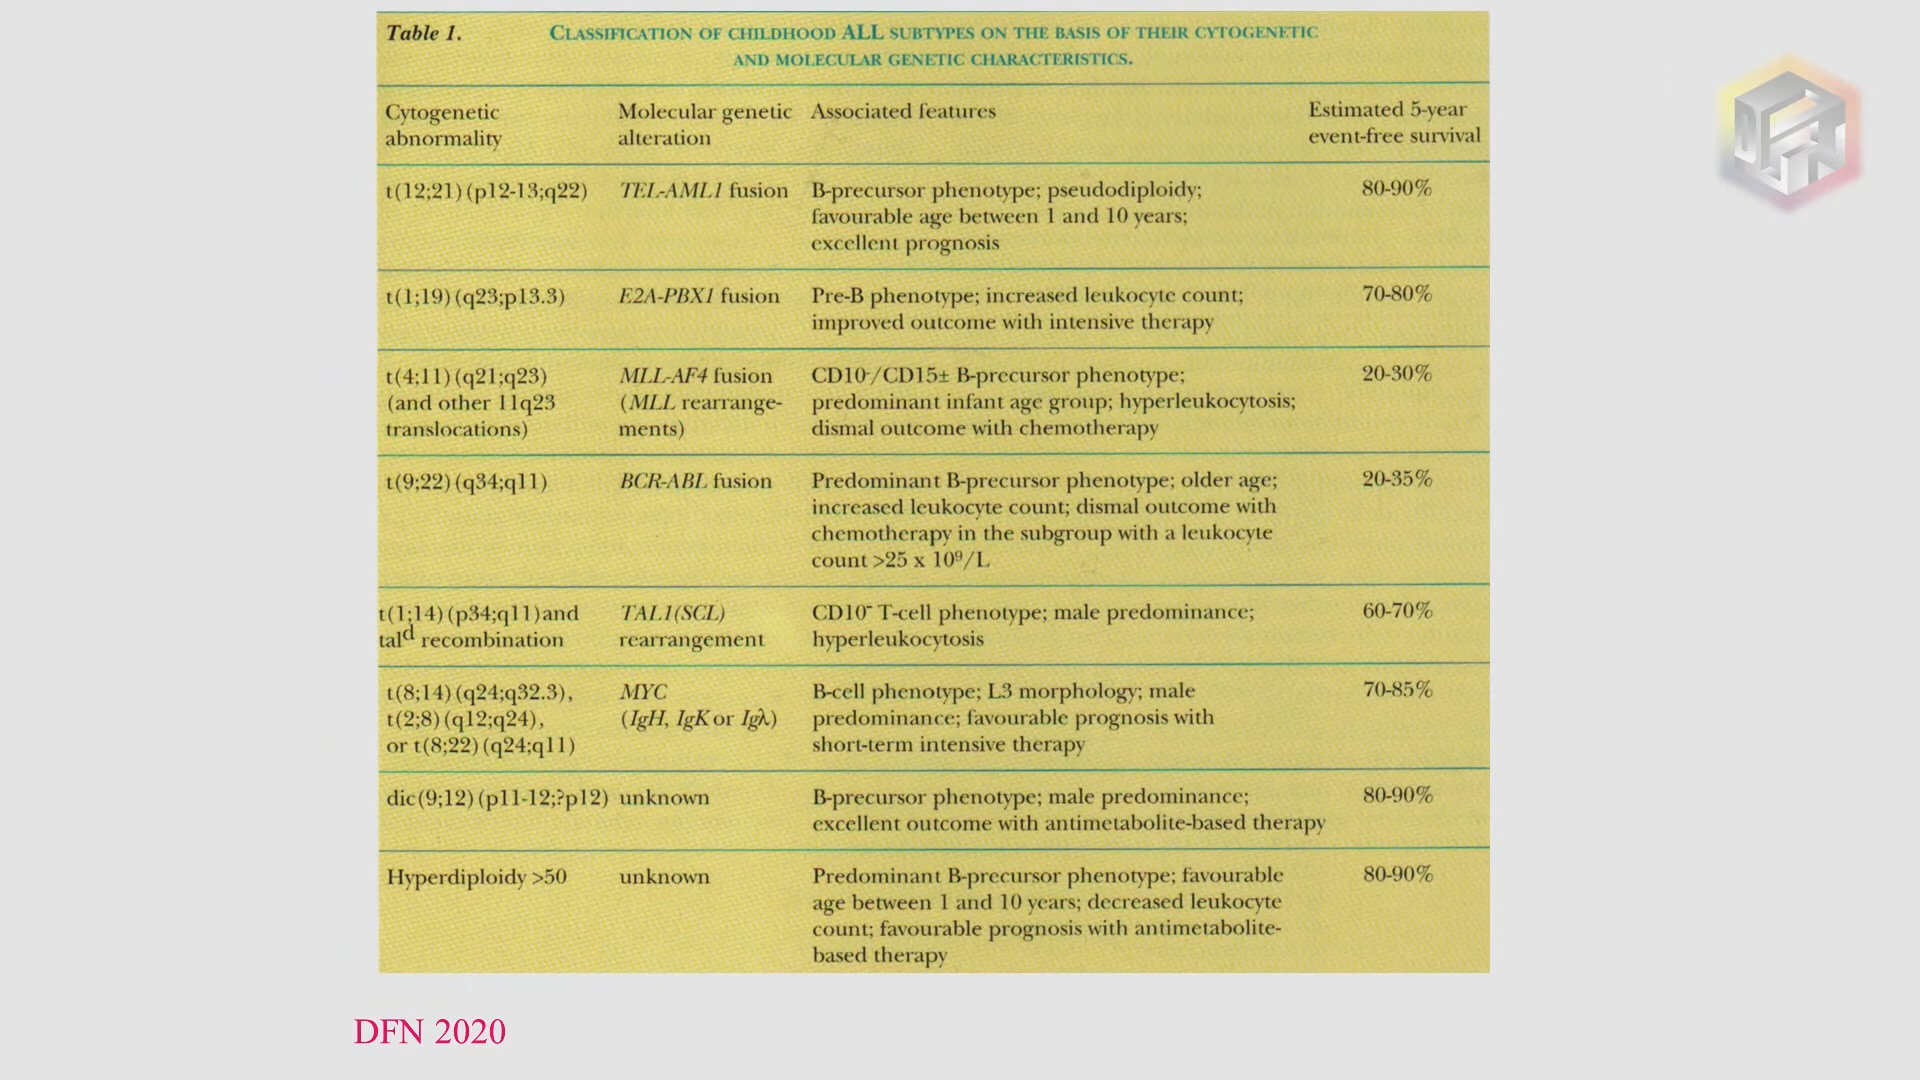 Table 1. CLASSIFICATION OF CHILDHOOD ALL SUBTYPES ON THE BASIS OF THEIR CYTOGENETIC
AND MOLECULAR GENETIC CHARACTERISTICS.
Cytogenetic Molecular genetic Associated features Estimated 5-year
abnormality alteration event-free survival
t(12;21)(p12-13;q22) TEL-AML1 fusion B-precursor phenotype; pseudodiploidy; 80-90%
favourable age between 1 and 10 years;
excellent prognosis
t(1;19)(q23;p13.3) E2A-PBX1 fusion Pre-B phenotype; increased leukocyte count; 70-80%
improved outcome with intensive therapy
t(4;11)(q21;q23) MLL-AF4 fusion CD10-/CD15± B-precursor phenotype; 20-30%
(and other 11q23 (MLL rearrange- predominant infant age group; hyperleukocytosis;
translocations) ments) dismal outcome with chemotherapy
t(9;22)(q34;q11) BCR-ABL fusion Predominant B-precursor phenotype; older age; 20-35%
increased leukocyte count; dismal outcome with
chemotherapy in the subgroup with a leukocyte
count >25 x 10⁹/L
t(1;14)(p34;q11)and TAL1(SCL) CD10⁻ T-cell phenotype; male predominance; 60-70%
talᵈ recombination rearrangement hyperleukocytosis
t(8;14)(q24;q32.3), MYC B-cell phenotype; L3 morphology; male 70-85%
t(2;8)(q12;q24), (IgH, IgK or Igλ) predominance; favourable prognosis with
or t(8;22)(q24;q11) short-term intensive therapy
dic(9;12)(p11-12;?p12) unknown B-precursor phenotype; male predominance; 80-90%
excellent outcome with antimetabolite-based therapy
Hyperdiploidy >50 unknown Predominant B-precursor phenotype; favourable 80-90%
age between 1 and 10 years; decreased leukocyte
count; favourable prognosis with antimetabolite-
based therapy
DFN 2020